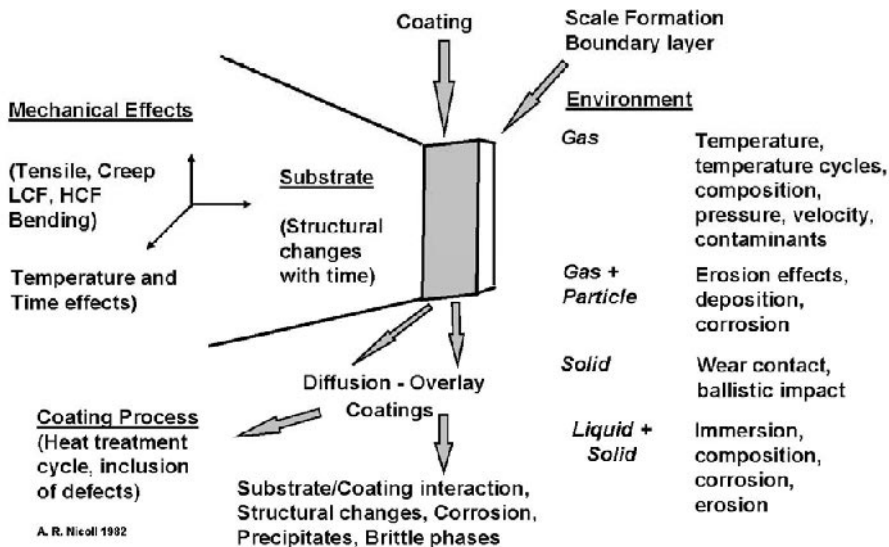 Coating
Scale Formation
Boundary layer
Mechanical Effects
(Tensile, Creep
LCF, HCF
Bending)
Temperature and
Time effects)
Substrate
(Structural
changes
with time)
Environment
Gas
Temperature,
temperature cycles,
composition,
pressure, velocity,
contaminants
Gas +
Particle
Erosion effects,
deposition,
corrosion
Solid
Wear contact,
ballistic impact
Liquid +
Solid
Immersion,
composition,
corrosion,
erosion
Diffusion - Overlay
Coatings
Coating Process
(Heat treatment
cycle, inclusion
of defects)
Substrate/Coating interaction,
Structural changes, Corrosion,
Precipitates, Brittle phases
A. R. Nicoll 1982